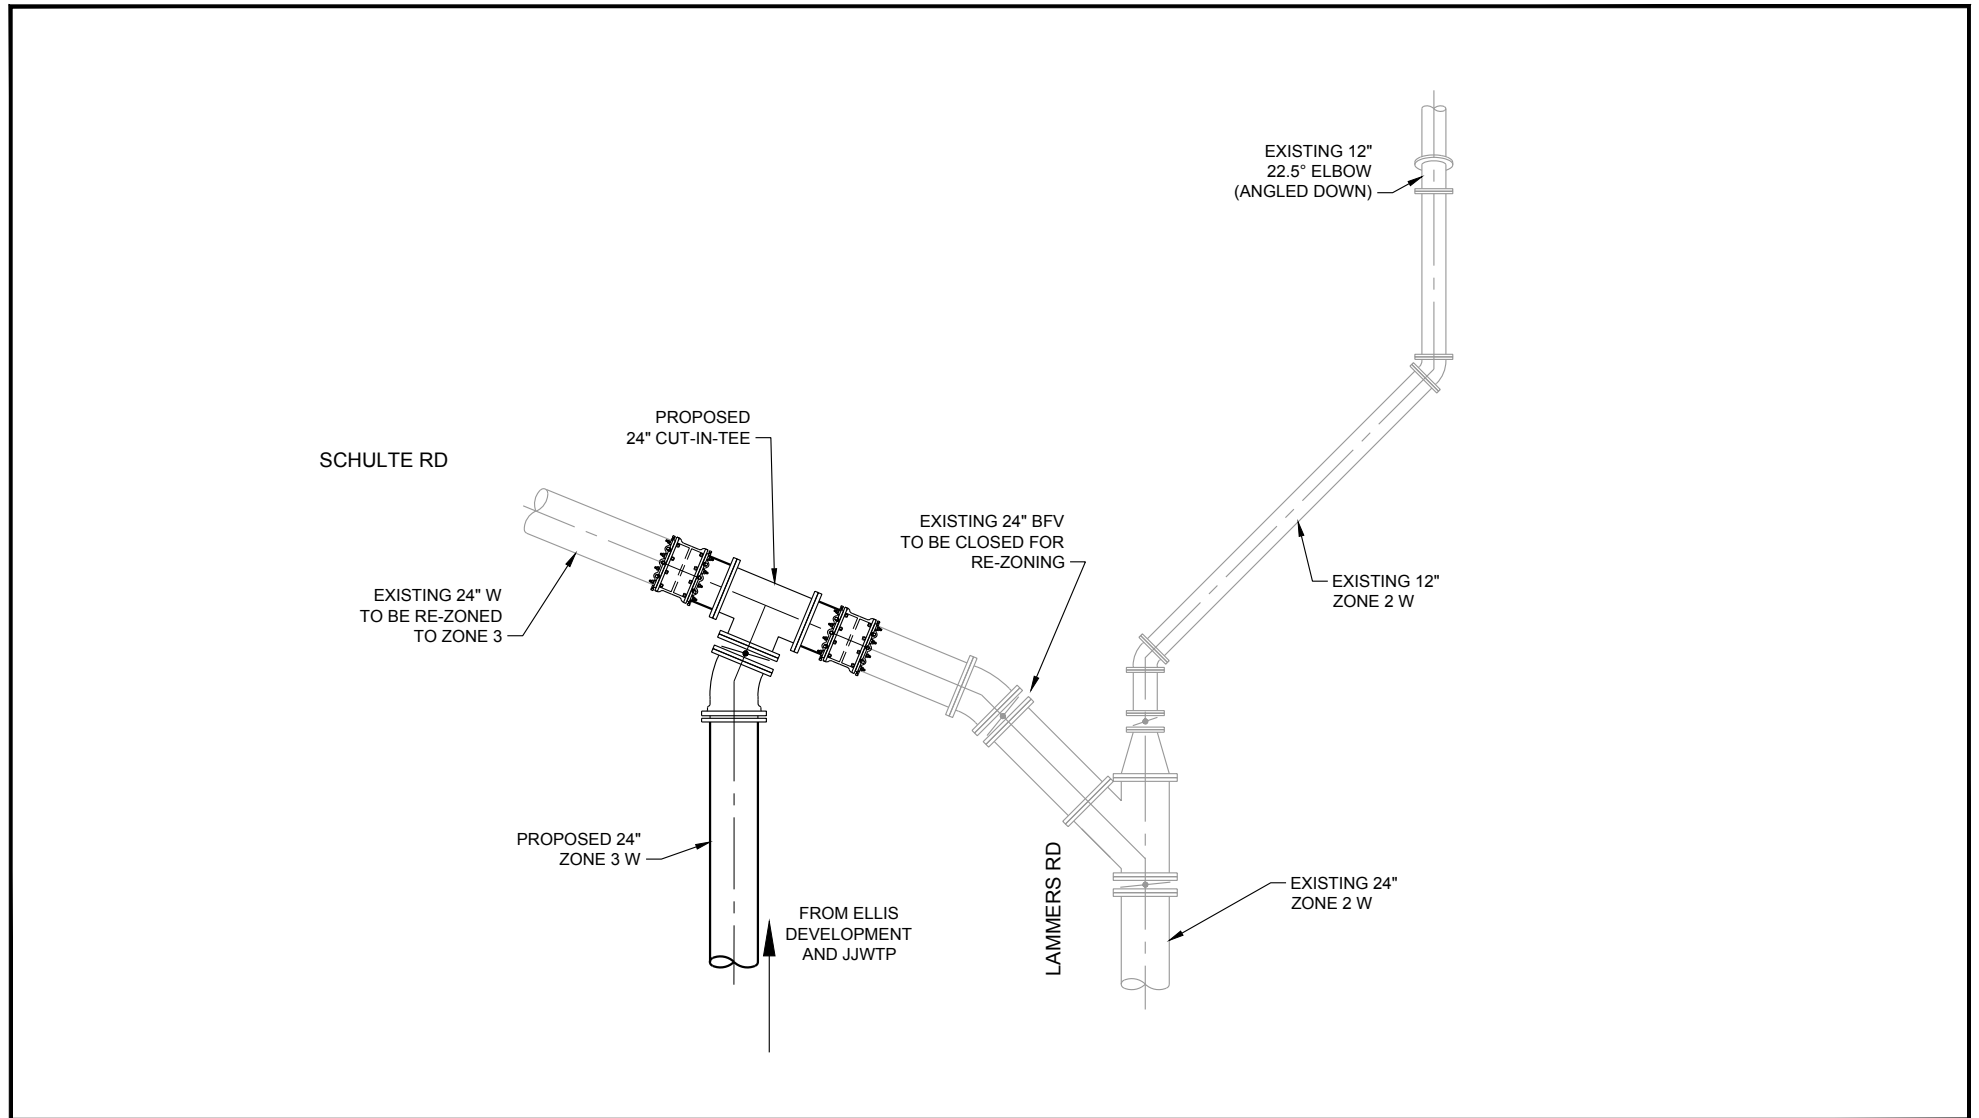 EXISTING 12"
22.5° ELBOW
(ANGLED DOWN)
PROPOSED
24" CUT-IN-TEE
SCHULTE RD
EXISTING 24" BFV
TO BE CLOSED FOR
RE-ZONING
EXISTING 24" W
TO BE RE-ZONED
TO ZONE 3
EXISTING 12"
ZONE 2 W
PROPOSED 24"
ZONE 3 W
FROM ELLIS
DEVELOPMENT
AND JJWTP
LAMMERS RD
EXISTING 24"
ZONE 2 W